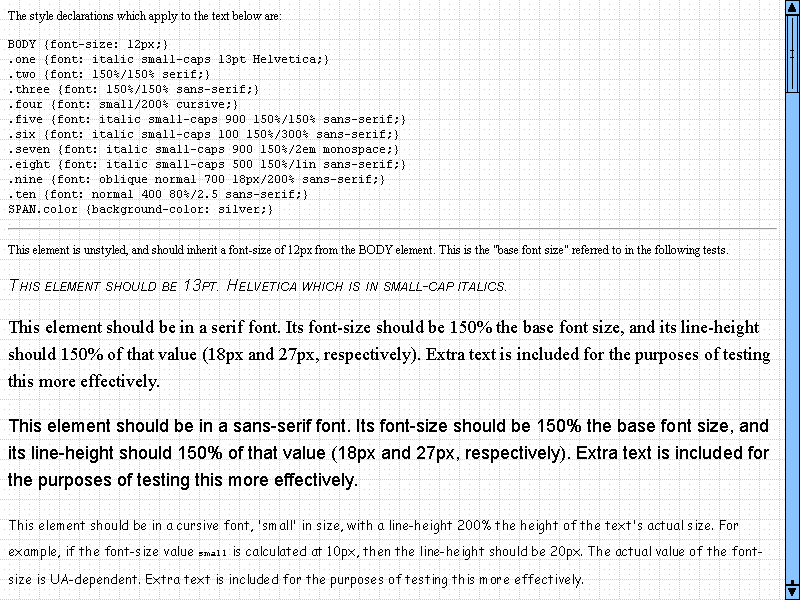 The style declarations which apply to the text below are:
BODY {font-size: 12px;}
.one {font: italic small-caps 13pt Helvetica;}
.two {font: 150%/150% serif;}
.three {font: 150%/150% sans-serif;}
.four {font: small/200% cursive;}
.five {font: italic small-caps 900 150%/150% sans-serif;}
.six {font: italic small-caps 100 150%/300% sans-serif;}
.seven {font: italic small-caps 900 150%/2em monospace;}
.eight {font: italic small-caps 500 150%/1in sans-serif;}
.nine {font: oblique normal 700 18px/200% sans-serif;}
.ten {font: normal 400 80%/2.5 sans-serif;}
SPAN.color {background-color: silver;}
This element is unstyled, and should inherit a font-size of 12px from the BODY element. This is the "base font size" referred to in the following tests.
This element should be 13pt. Helvetica which is in small-cap italics.
This element should be in a serif font. Its font-size should be 150% the base font size, and its line-height
should 150% of that value (18px and 27px, respectively). Extra text is included for the purposes of testing
this more effectively.
This element should be in a sans-serif font. Its font-size should be 150% the base font size, and
its line-height should 150% of that value (18px and 27px, respectively). Extra text is included for
the purposes of testing this more effectively.
This element should be in a cursive font, 'small' in size, with a line-height 200% the height of the text's actual size. For
example, if the font-size value small is calculated at 10px, then the line-height should be 20px. The actual value of the font-
size is UA-dependent. Extra text is included for the purposes of testing this more effectively.